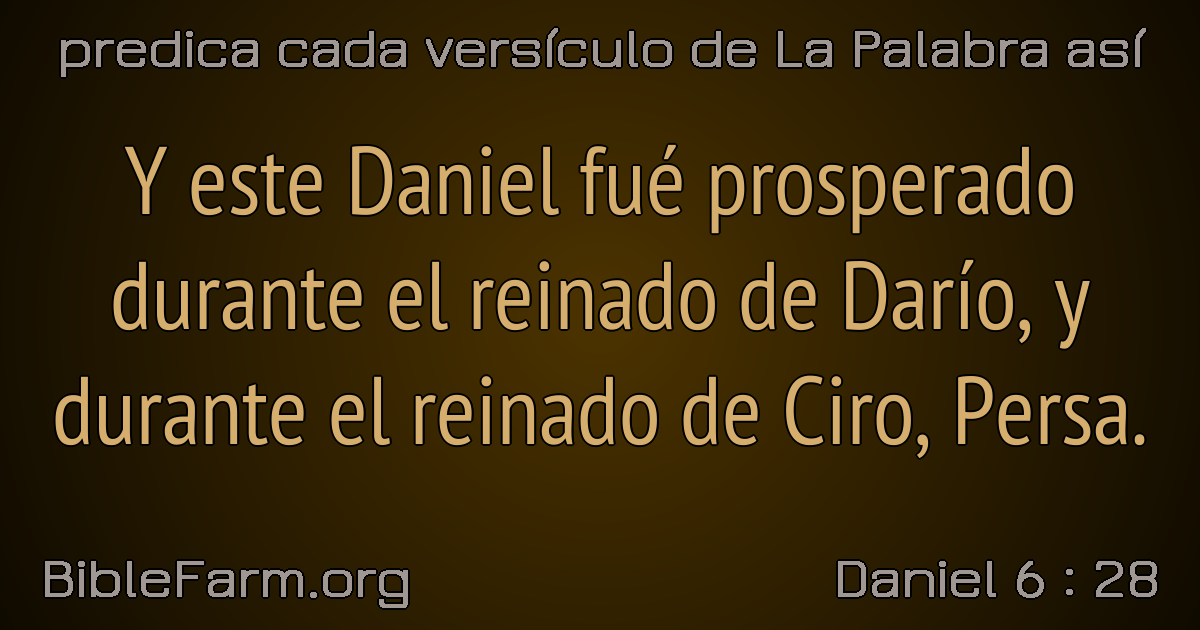 predica cada versículo de La Palabra así
Y este Daniel fué prosperado
durante el reinado de Darío, y
durante el reinado de Ciro, Persa.
BibleFarm.org
Daniel 6 : 28